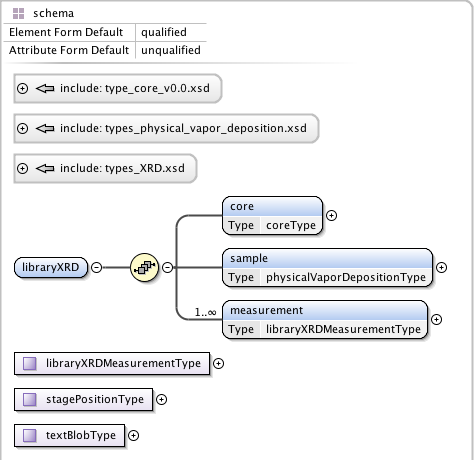 schema
Element Form Default qualified
Attribute Form Default unqualified
include: type_core_v0.0.xsd
include: types_physical_vapor_deposition.xsd
include: types_XRD.xsd
core
Type coreType
libraryXRD
sample
Type physicalVaporDepositionType
1..∞
measurement
Type libraryXRDMeasurementType
libraryXRDMeasurementType
stagePositionType
textBlobType